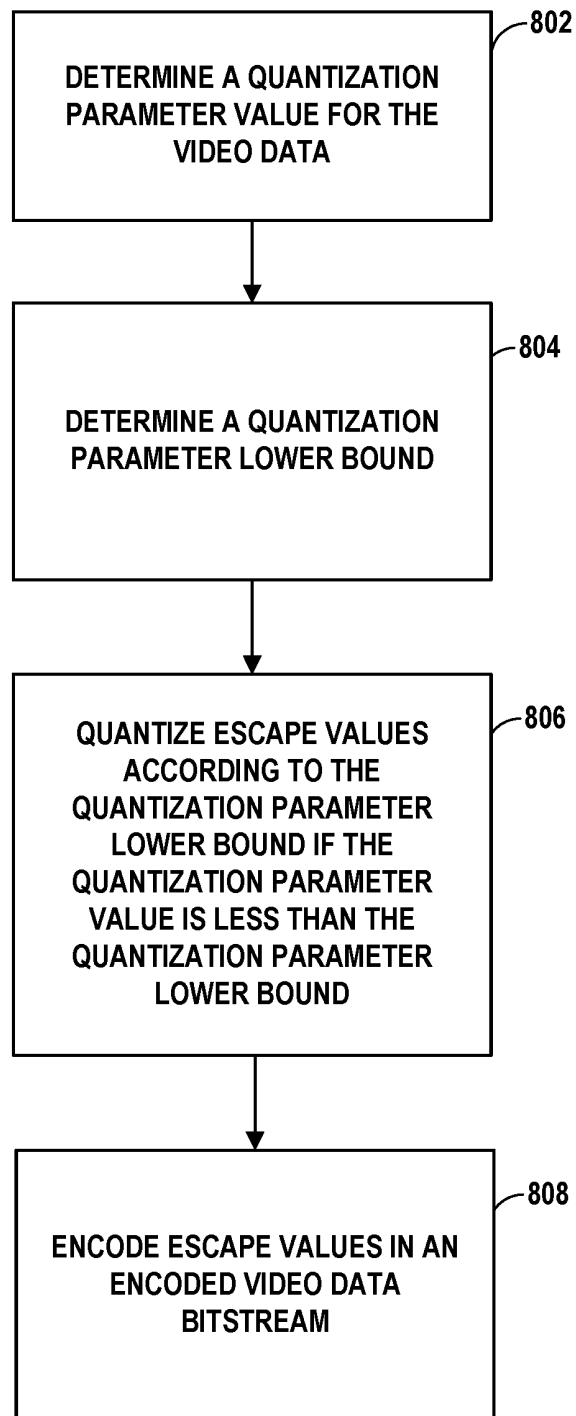 802
DETERMINE A QUANTIZATION
PARAMETER VALUE FOR THE
VIDEO DATA
804
DETERMINE A QUANTIZATION
PARAMETER LOWER BOUND
806
QUANTIZE ESCAPE VALUES
ACCORDING TO THE
QUANTIZATION PARAMETER
LOWER BOUND IF THE
QUANTIZATION PARAMETER
VALUE IS LESS THAN THE
QUANTIZATION PARAMETER
LOWER BOUND
808
ENCODE ESCAPE VALUES IN AN
ENCODED VIDEO DATA
BITSTREAM